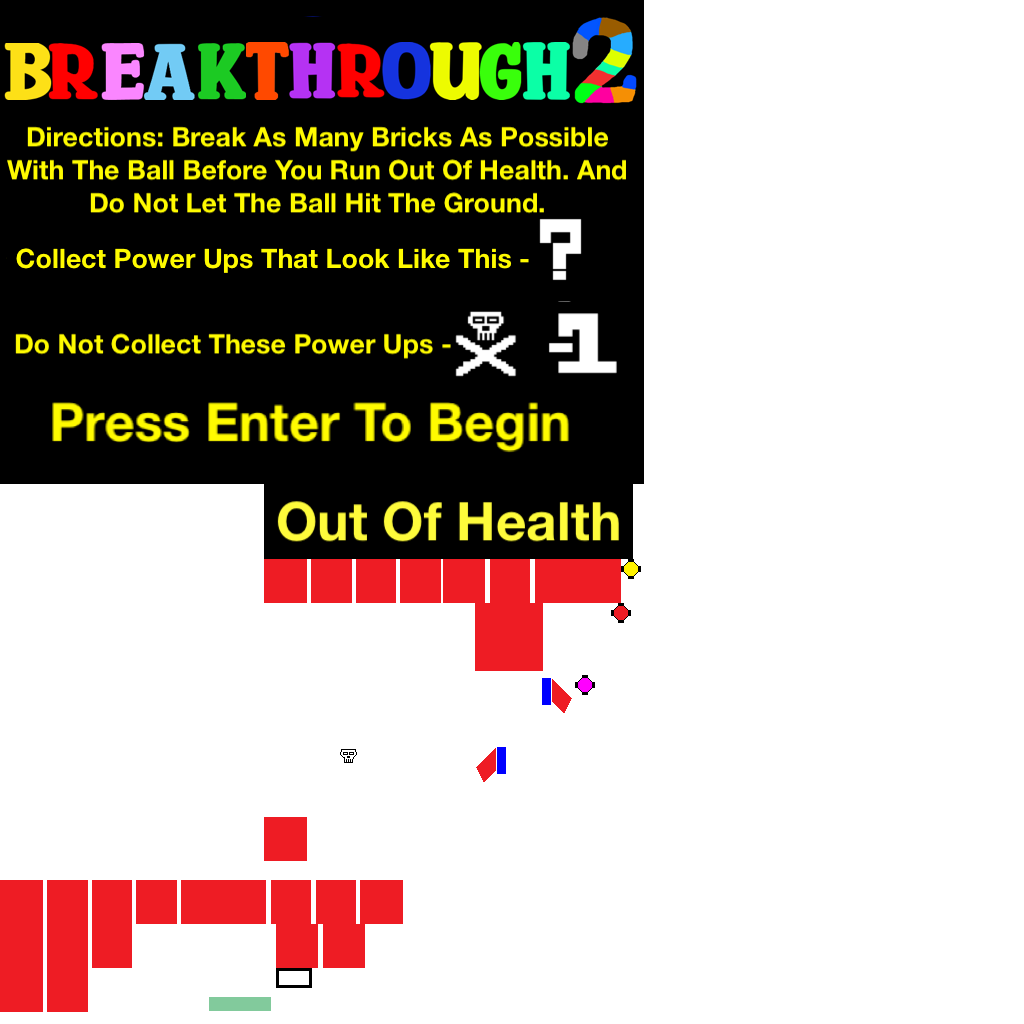 BREAKTHROUGH2
Directions: Break As Many Bricks As Possible
With The Ball Before You Run Out Of Health. And
Do Not Let The Ball Hit The Ground.
Collect Power Ups That Look Like This - ?
Do Not Collect These Power Ups - -1
Press Enter To Begin
Out Of Health